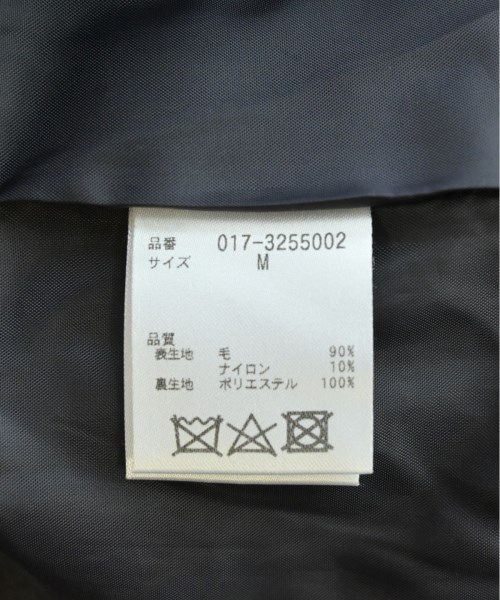 品番 017-3255002
サイズ M
品質
表生地 毛 90%
ナイロン 10%
裏生地 ポリエステル 100%